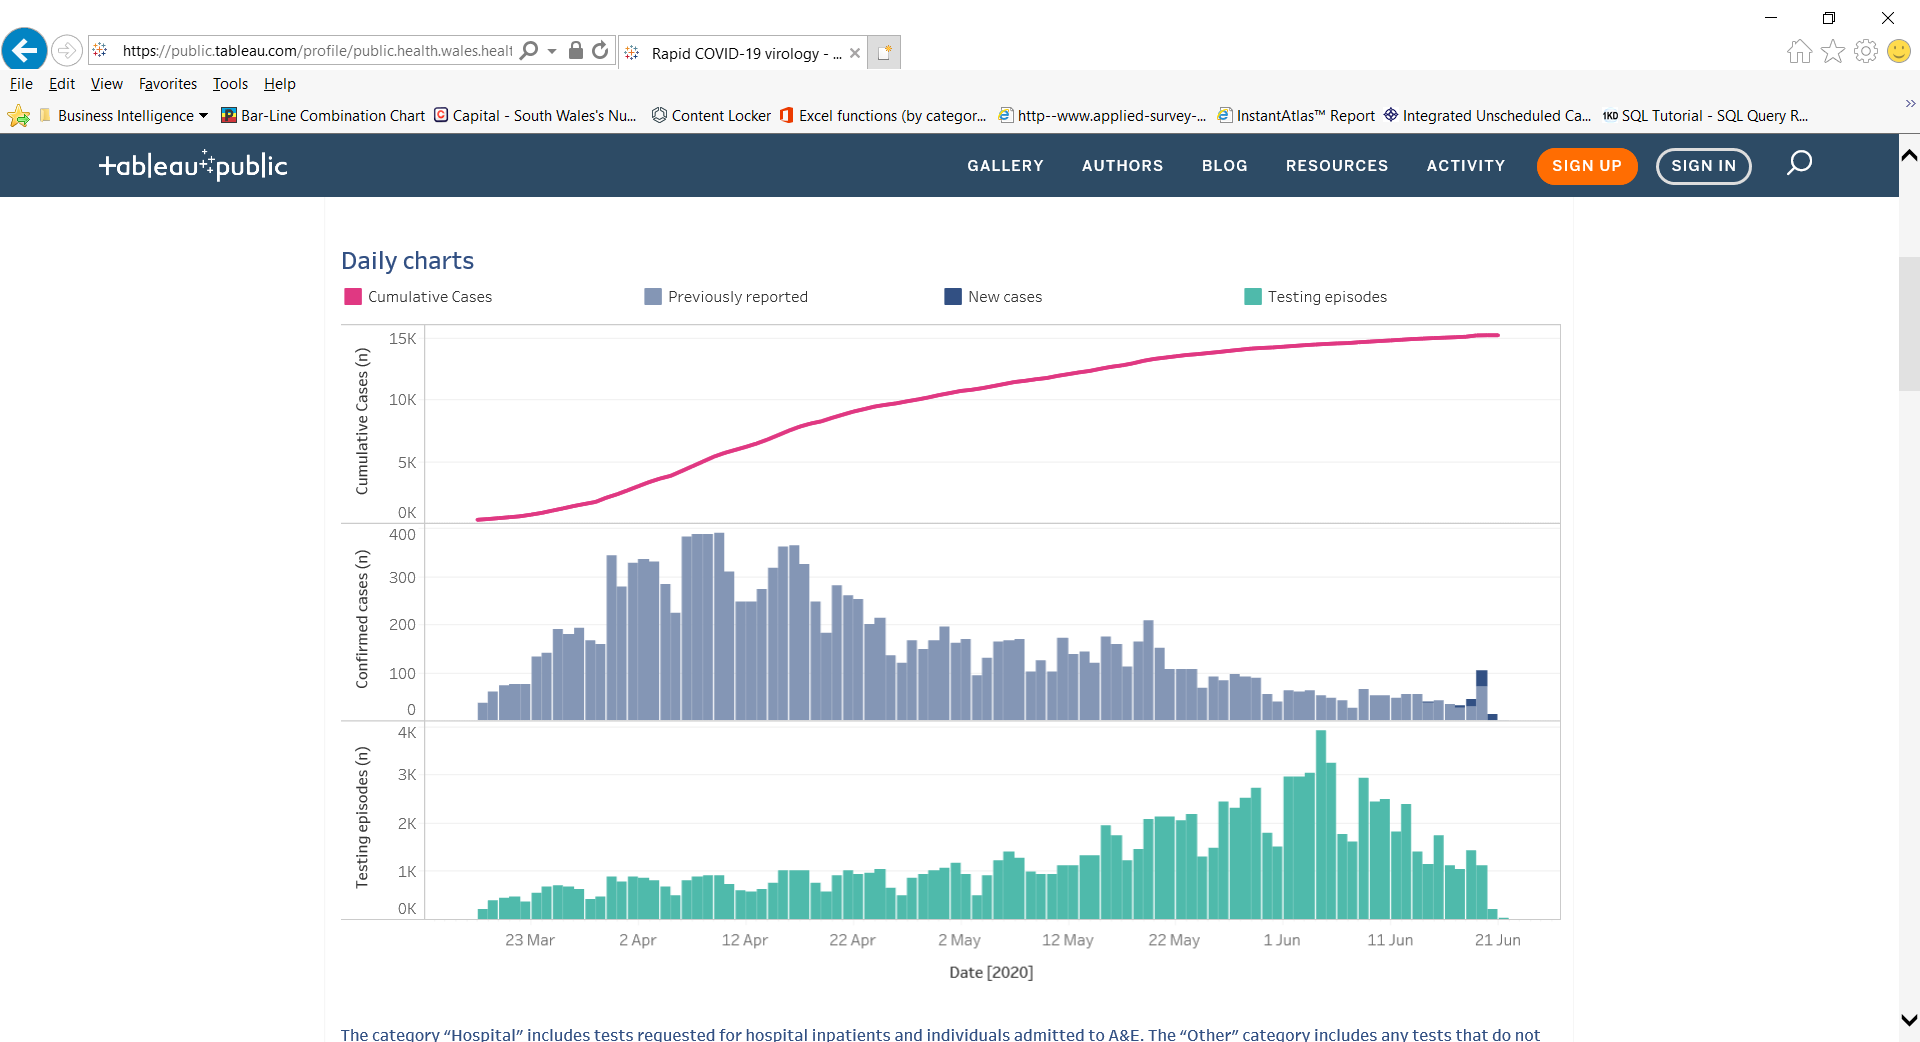 https://public.tableau.com/profile/public.health.wales.healt
Rapid COVID-19 virology - ...
File Edit View Favorites Tools Help
Business Intelligence Bar-Line Combination Chart Capital - South Wales's Nu... Content Locker Excel functions (by categor... http--www.applied-survey-... InstantAtlas™ Report Integrated Unscheduled Ca... 1KD SQL Tutorial - SQL Query R...
+ableau public GALLERY AUTHORS BLOG RESOURCES ACTIVITY SIGN UP SIGN IN
Daily charts
Cumulative Cases Previously reported New cases Testing episodes
Cumulative Cases (n)
15K
10K
5K
0K
Confirmed cases (n)
400
300
200
100
0
Testing episodes (n)
4K
3K
2K
1K
0K
23 Mar 2 Apr 12 Apr 22 Apr 2 May 12 May 22 May 1 Jun 11 Jun 21 Jun
Date [2020]
The category “Hospital” includes tests requested for hospital inpatients and individuals admitted to A&E. The “Other” category includes any tests that do not